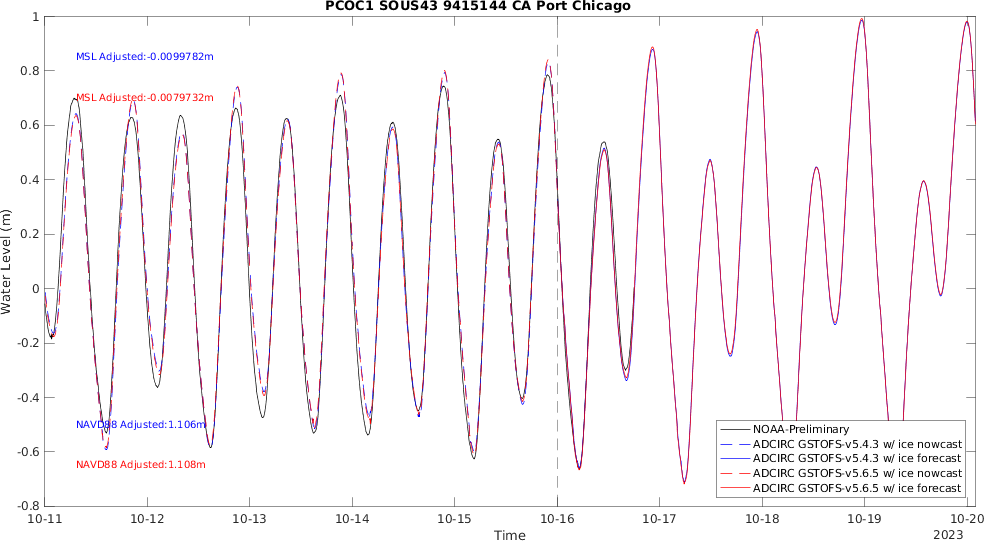 PCOC1 SOUS43 9415144 CA Port Chicago
1
0.8
0.6
0.4
0.2
0
-0.2
-0.4
-0.6
-0.8
Water Level (m)
MSL Adjusted:-0.0099782m
MSL Adjusted:-0.0079732m
NAVD88 Adjusted:1.106m
NAVD88 Adjusted:1.108m
NOAA-Preliminary
ADCIRC GSTOFS-v5.4.3 w/ ice nowcast
ADCIRC GSTOFS-v5.4.3 w/ ice forecast
ADCIRC GSTOFS-v5.6.5 w/ ice nowcast
ADCIRC GSTOFS-v5.6.5 w/ ice forecast
10-11 10-12 10-13 10-14 10-15 10-16 10-17 10-18 10-19 10-20
2023
Time